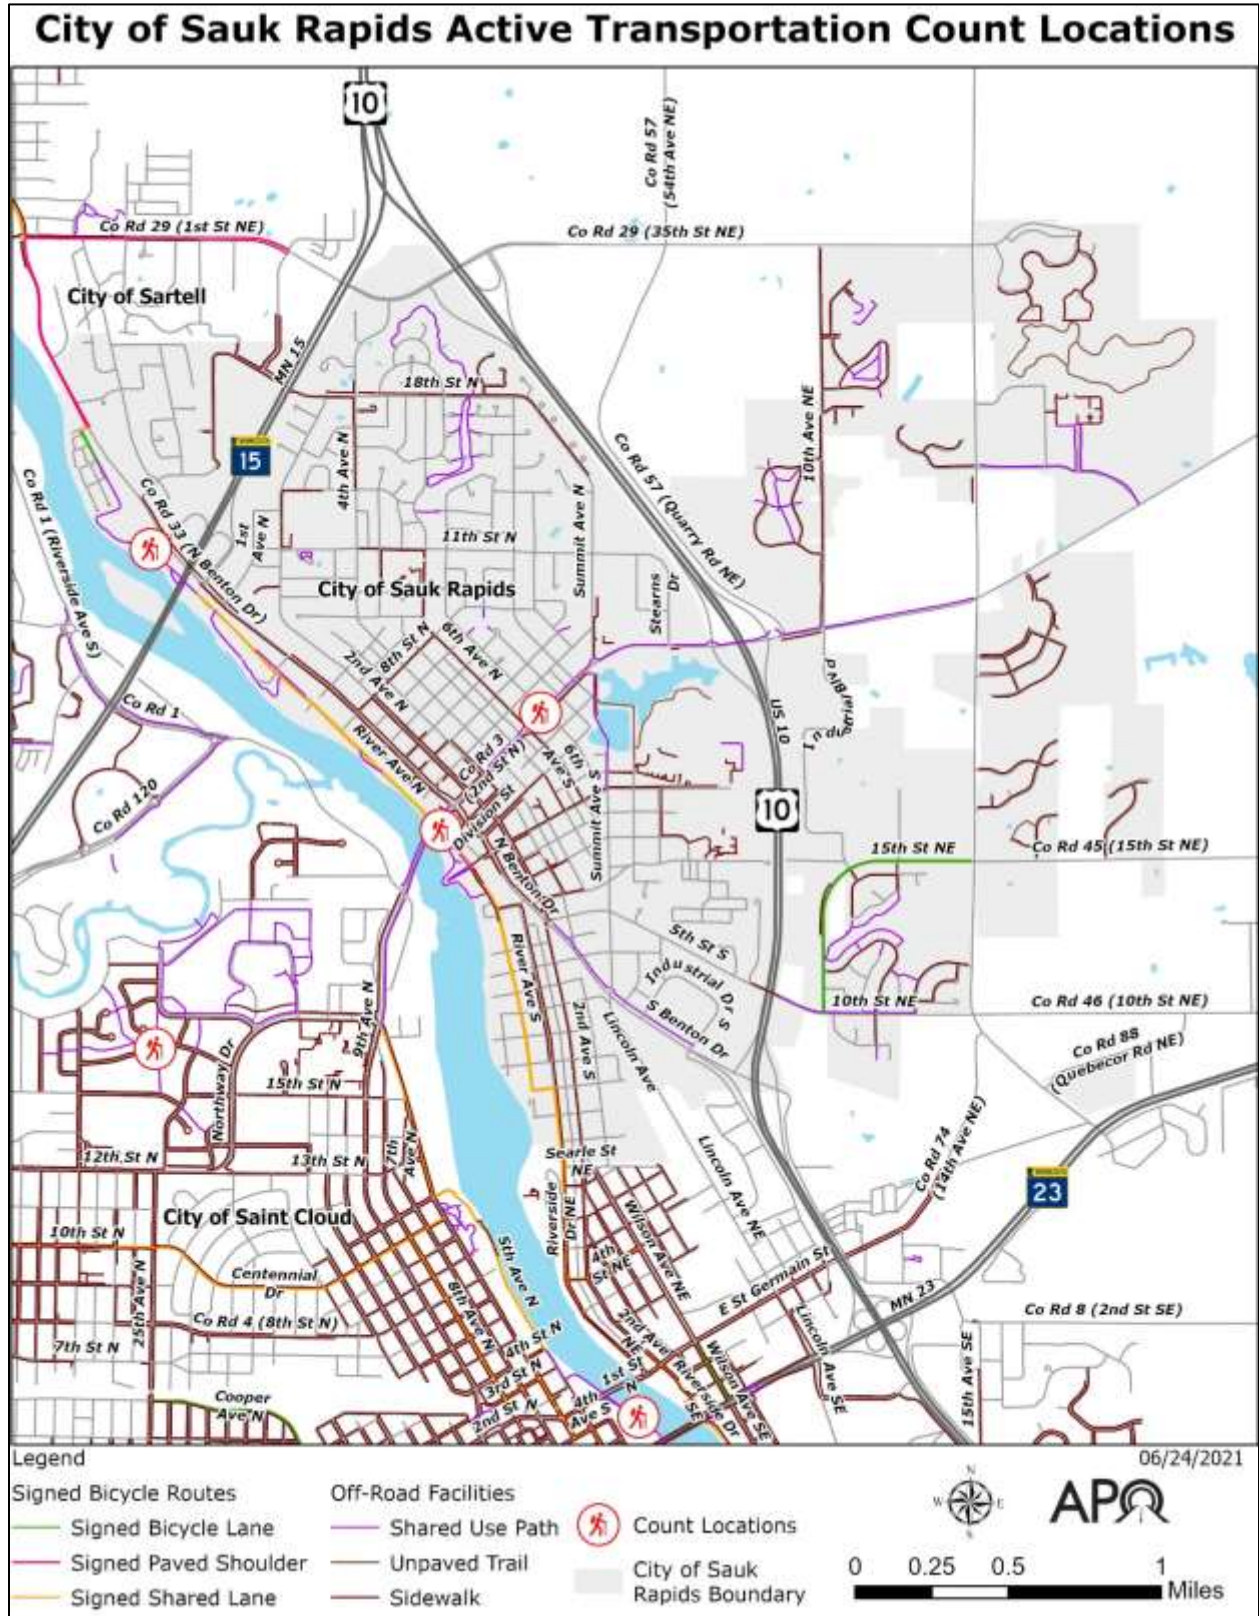 City of Sauk Rapids Active Transportation Count Locations
10
Co Rd 57
(54th Ave NE)
Co Rd 29 (1st St NE)
Co Rd 29 (35th St NE)
City of Sartell
MN 15
18th St N
4th Ave N
10th Ave NE
15
Co Rd 57 (Quarry Rd NE)
Co Rd 1 (Riverside Ave S)
Co Rd 33 (N Benton Dr)
1st
Ave N
11th St N
Summit Ave N
Stearns
Dr
City of Sauk Rapids
8th St N
6th Ave N
2nd Ave N
Industrial Blvd
US 10
Co Rd 1
River Ave N
Co Rd 3
(2nd St N)
6th
Ave S
Division St
Summit Ave S
Co Rd 120
10
N Benton Dr
15th St NE
Co Rd 45 (15th St NE)
5th St S
River Ave S
Industrial Dr S
2nd Ave S
S Benton Dr
Lincoln Ave
10th St NE
Co Rd 46 (10th St NE)
9th Ave N
Northway Dr
15th St N
Co Rd 88
(Quebecor Rd NE)
12th St N
13th St N
7th
Ave N
Searle St
NE
Lincoln Ave NE
Co Rd 74
(14th Ave NE)
23
City of Saint Cloud
10th St N
Riverside
Dr NE
Wilson Ave NE
4th
St NE
5th Ave N
Centennial
Dr
25th Ave N
8th Ave N
E St Germain St
MN 23
Co Rd 8 (2nd St SE)
Co Rd 4 (8th St N)
7th St N
4th St N
3rd St N
2nd St N
1st St
N
4th
Ave S
2nd Ave
NE
Riverside Dr
SE
Wilson Ave SE
Lincoln Ave SE
15th Ave SE
Cooper
Ave N
Legend
06/24/2021
Signed Bicycle Routes
Signed Bicycle Lane
Signed Paved Shoulder
Signed Shared Lane
Off-Road Facilities
Shared Use Path
Unpaved Trail
Sidewalk
Count Locations
City of Sauk
Rapids Boundary
N
W
E
S
APO
0 0.25 0.5 1
Miles